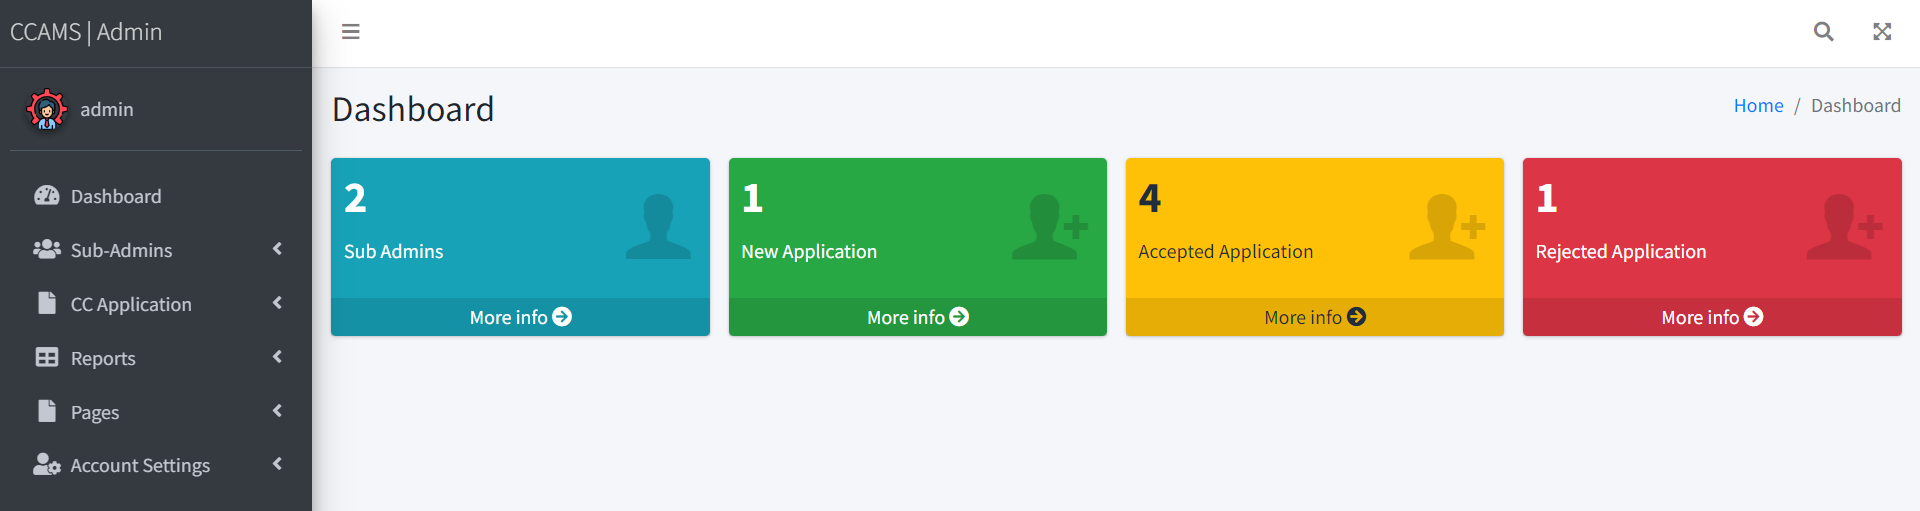 CCAMS | Admin
admin
Dashboard
Sub-Admins
CC Application
Reports
Pages
Account Settings
Dashboard
Home / Dashboard
2
Sub Admins
More info
1
New Application
More info
4
Accepted Application
More info
1
Rejected Application
More info